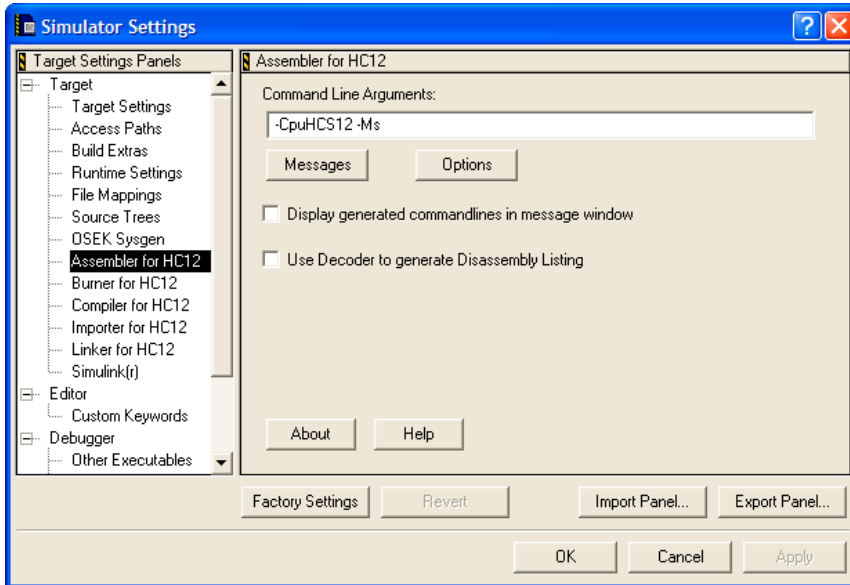 Simulator Settings
Target Settings Panels
Target
Target Settings
Access Paths
Build Extras
Runtime Settings
File Mappings
Source Trees
OSEK Sysgen
Assembler for HC12
Burner for HC12
Compiler for HC12
Importer for HC12
Linker for HC12
Simulink(r)
Editor
Custom Keywords
Debugger
Other Executables
Assembler for HC12
Command Line Arguments:
-CpuHCS12 -Ms
Messages Options
Display generated commandlines in message window
Use Decoder to generate Disassembly Listing
About Help
Factory Settings Revert Import Panel... Export Panel...
OK Cancel Apply